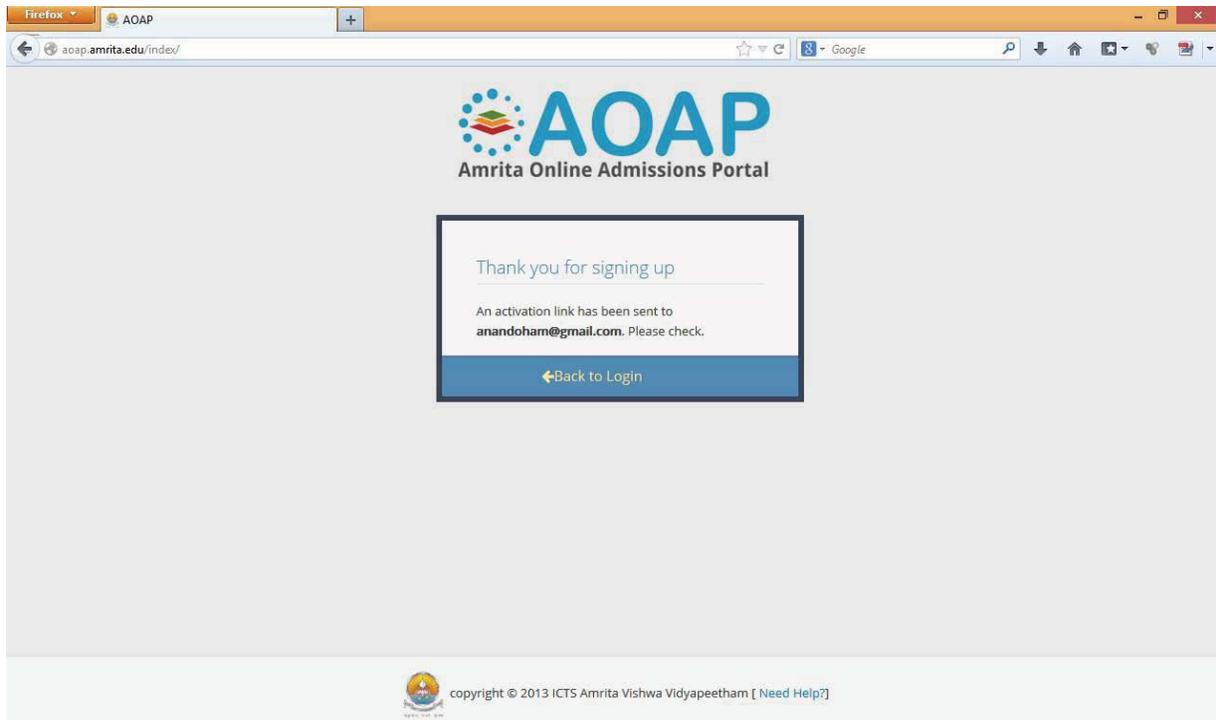 Firefox
AOAP
aoap.amrita.edu/index/
Google
AOAP
Amrita Online Admissions Portal
Thank you for signing up
An activation link has been sent to
anandoham@gmail.com. Please check.
Back to Login
copyright © 2013 ICTS Amrita Vishwa Vidyapeetham [ Need Help?]